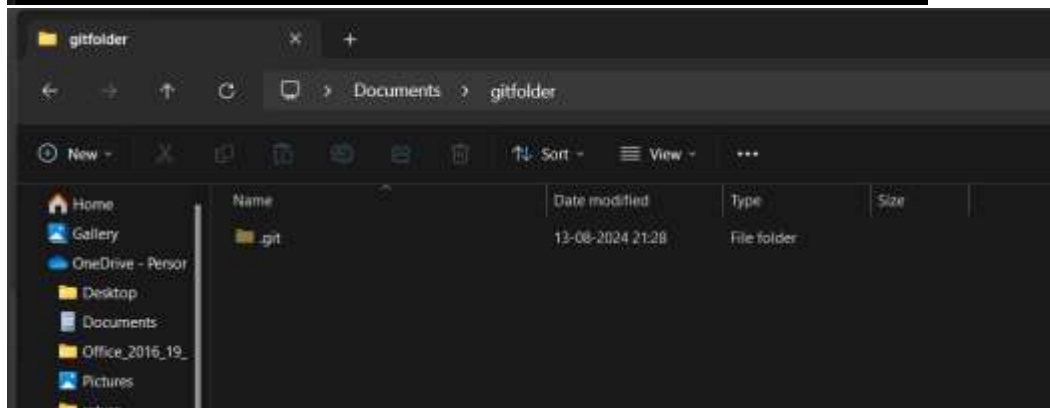 gitfolder
Documents > gitfolder
New Sort View ...
Name Date modified Type Size
.git 13-08-2024 21:28 File folder
Home
Gallery
OneDrive - Persor
Desktop
Documents
Office_2016_19_
Pictures